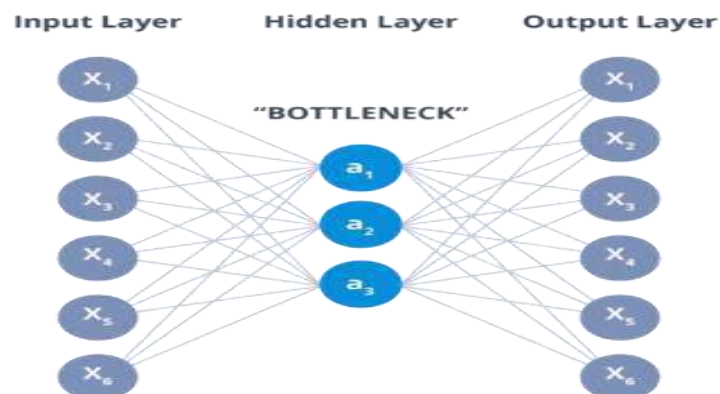 Input Layer Hidden Layer Output Layer
“BOTTLENECK”
x₁ x₁
x₂ a₁ x₂
x₃ a₂ x₃
x₄ a₃ x₄
x₅ x₅
x₆ x₆